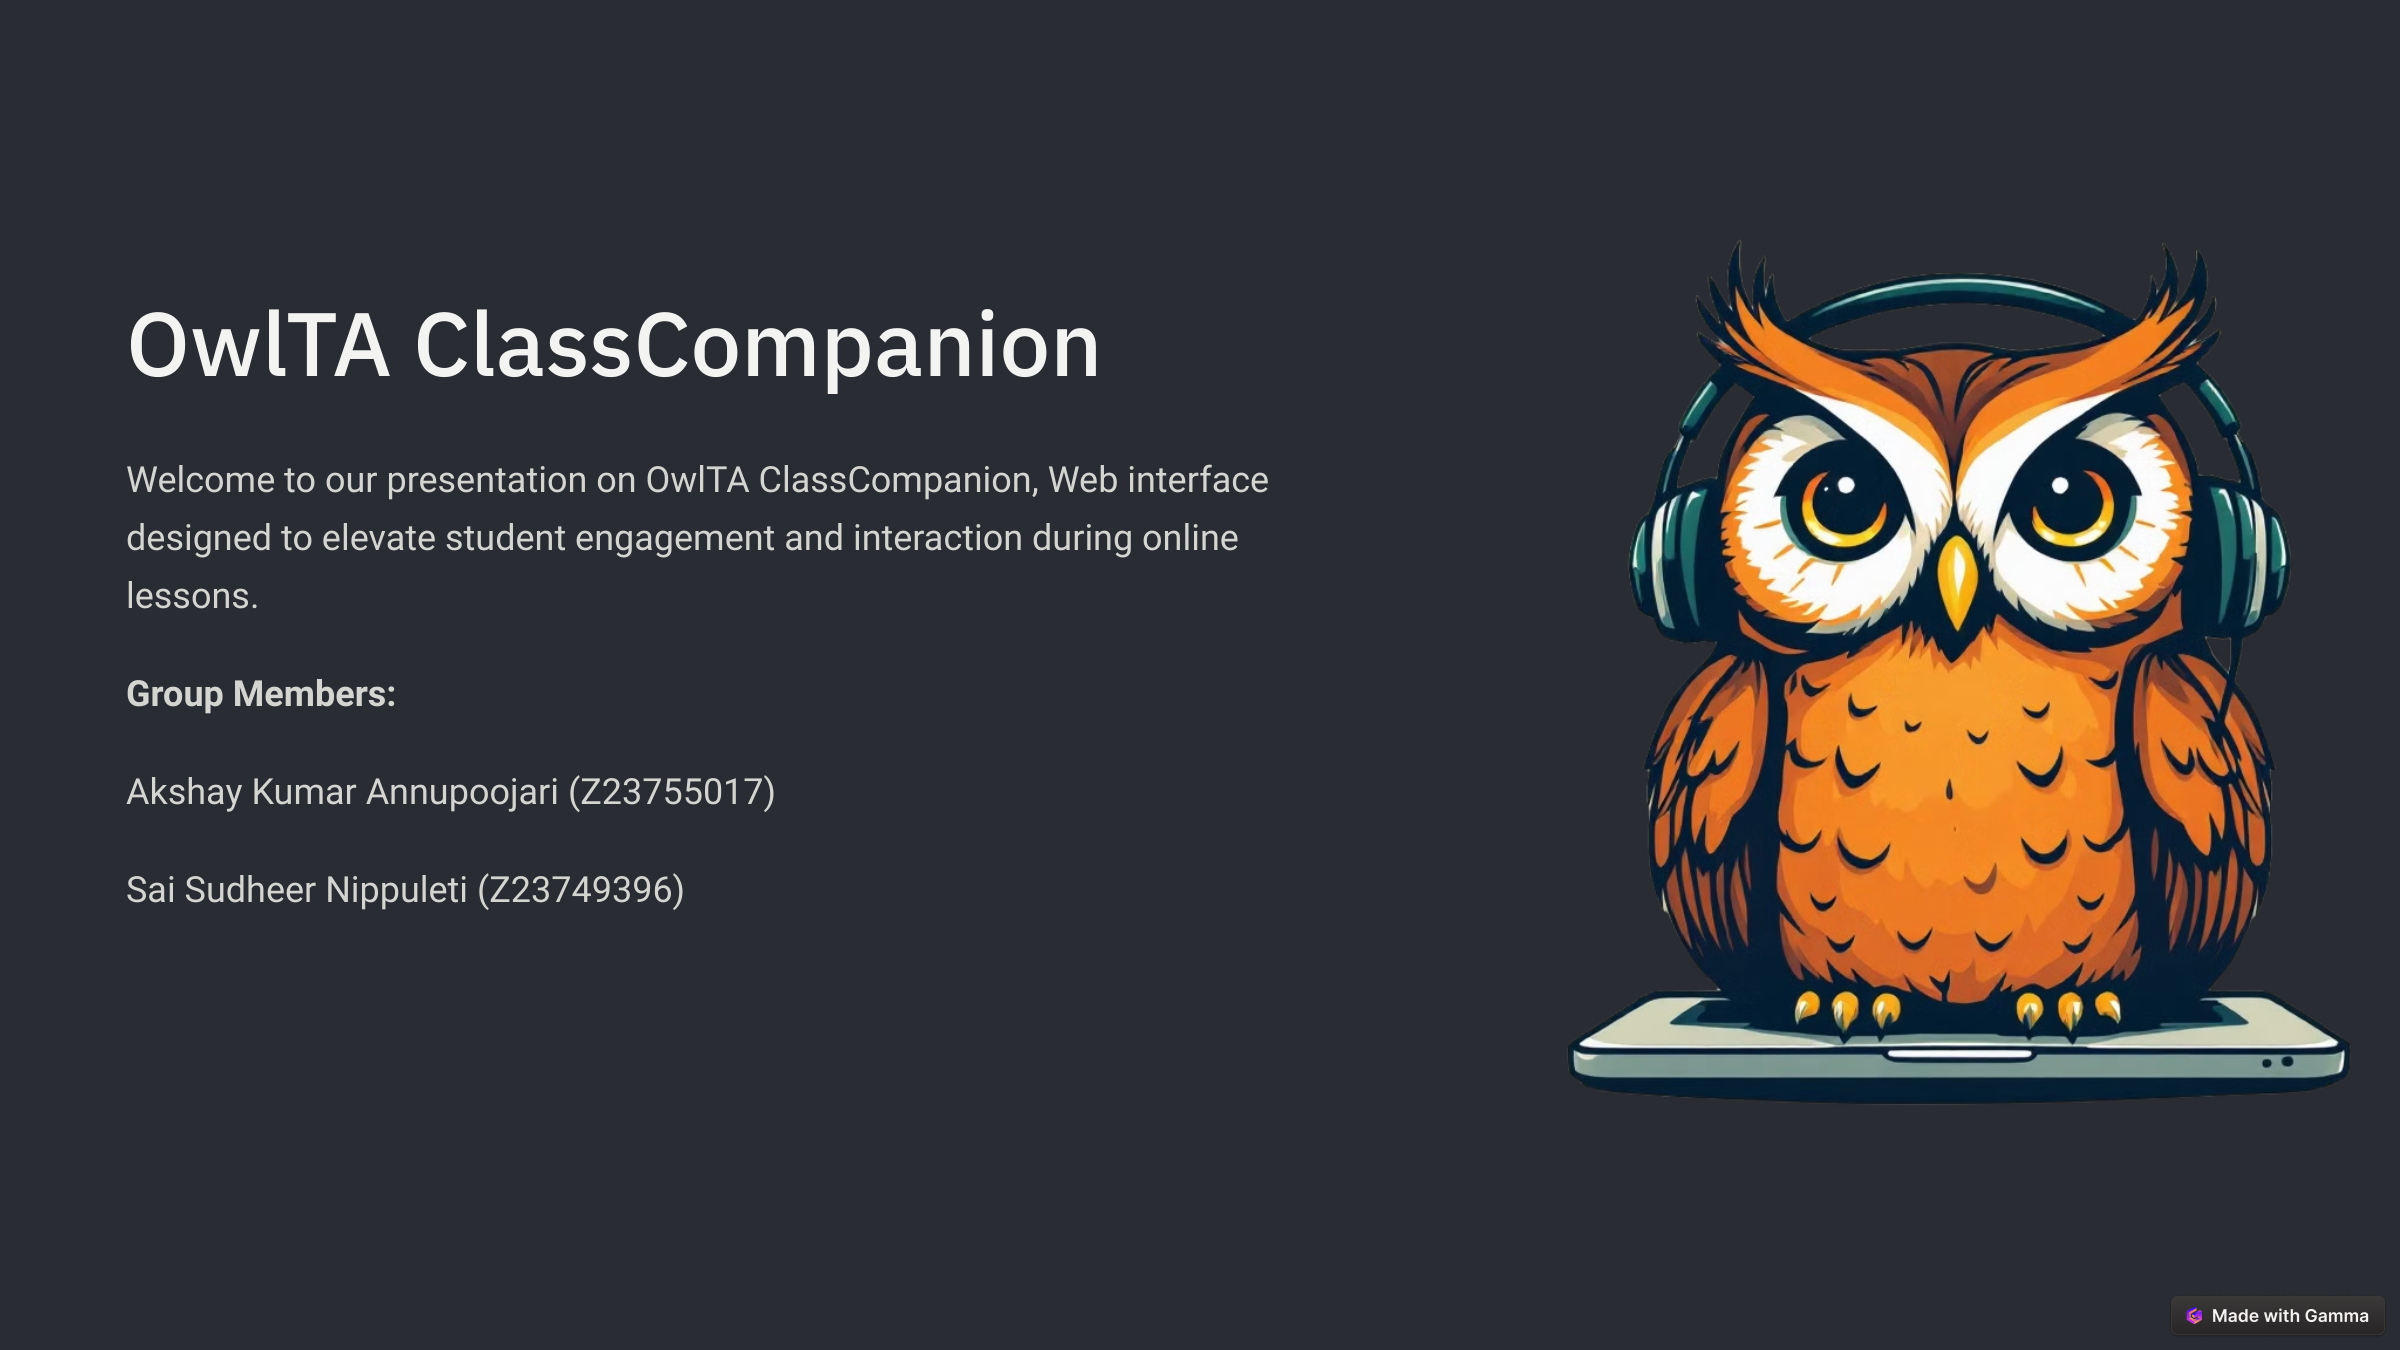 OwlTA ClassCompanion
Welcome to our presentation on OwlTA ClassCompanion, Web interface
designed to elevate student engagement and interaction during online
lessons.
Group Members:
Akshay Kumar Annupoojari (Z23755017)
Sai Sudheer Nippuleti (Z23749396)
Made with Gamma